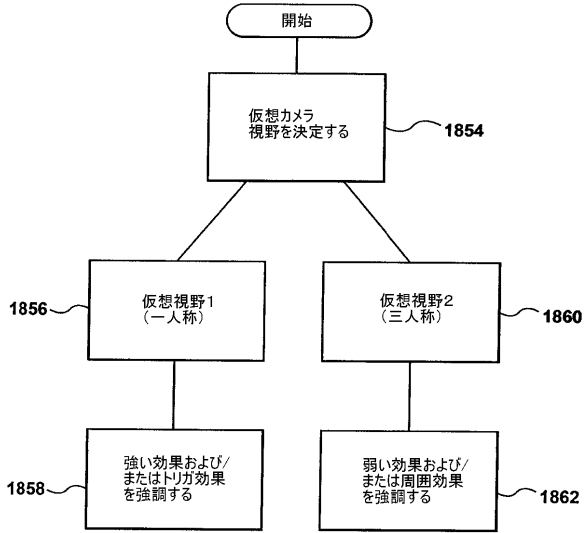 開始
仮想カメラ
視野を決定する
1854
仮想視野1
(一人称)
1856
仮想視野2
(三人称)
1860
強い効果および/
またはトリガ効果
を強調する
1858
弱い効果および/
または周囲効果
を強調する
1862